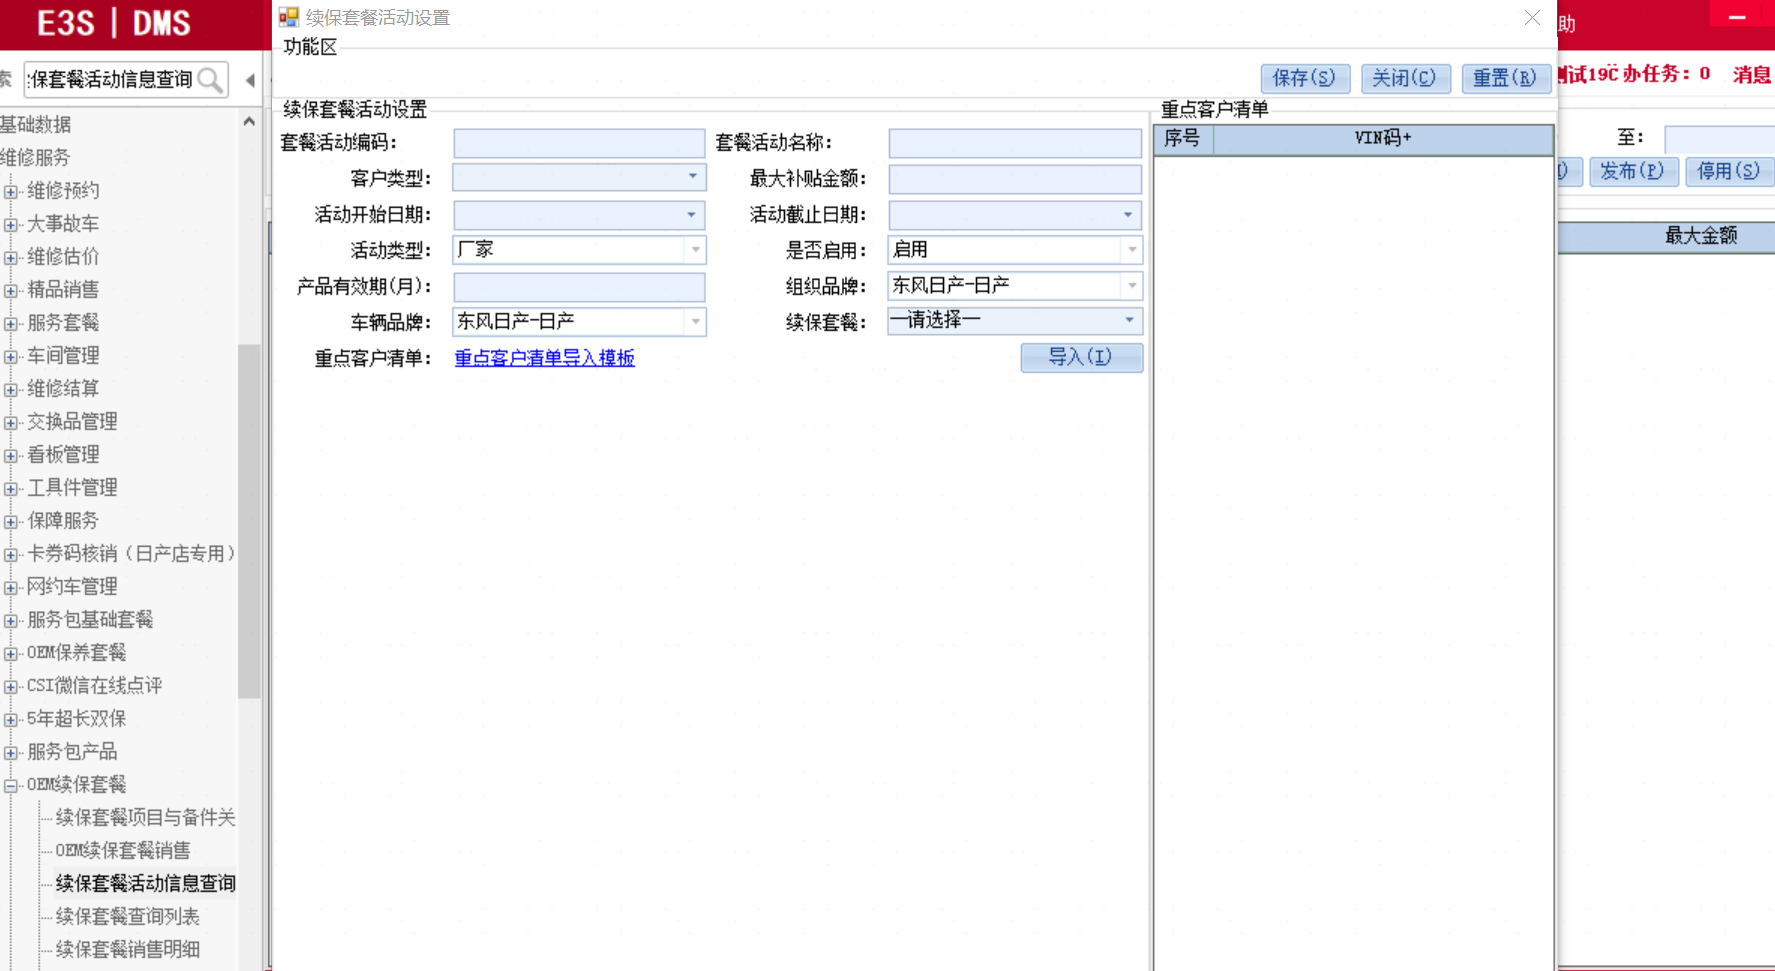 E3S | DMS
续保套餐活动设置
助
功能区
索
保套餐活动信息查询
保存(S)
关闭(C)
重置(R)
试19C
办任务：0
消息
续保套餐活动设置
重点客户清单
基础数据
维修服务
维修预约
大事故车
维修估价
精品销售
服务套餐
车间管理
维修结算
交换品管理
看板管理
工具件管理
保障服务
卡券码核销（日产店专用）
网约车管理
服务包基础套餐
OEM保养套餐
CSI微信在线点评
5年超长双保
服务包产品
OEM续保套餐
续保套餐项目与备件关
OEM续保套餐销售
续保套餐活动信息查询
续保套餐查询列表
续保套餐销售明细
套餐活动编码：
套餐活动名称：
客户类型：
最大补贴金额：
活动开始日期：
活动截止日期：
活动类型：
厂家
是否启用：
启用
产品有效期(月)：
组织品牌：
东风日产-日产
车辆品牌：
东风日产-日产
续保套餐：
—请选择—
重点客户清单：
重点客户清单导入模板
导入(I)
序号
VIN码+
至：
发布(P)
停用(S)
最大金额